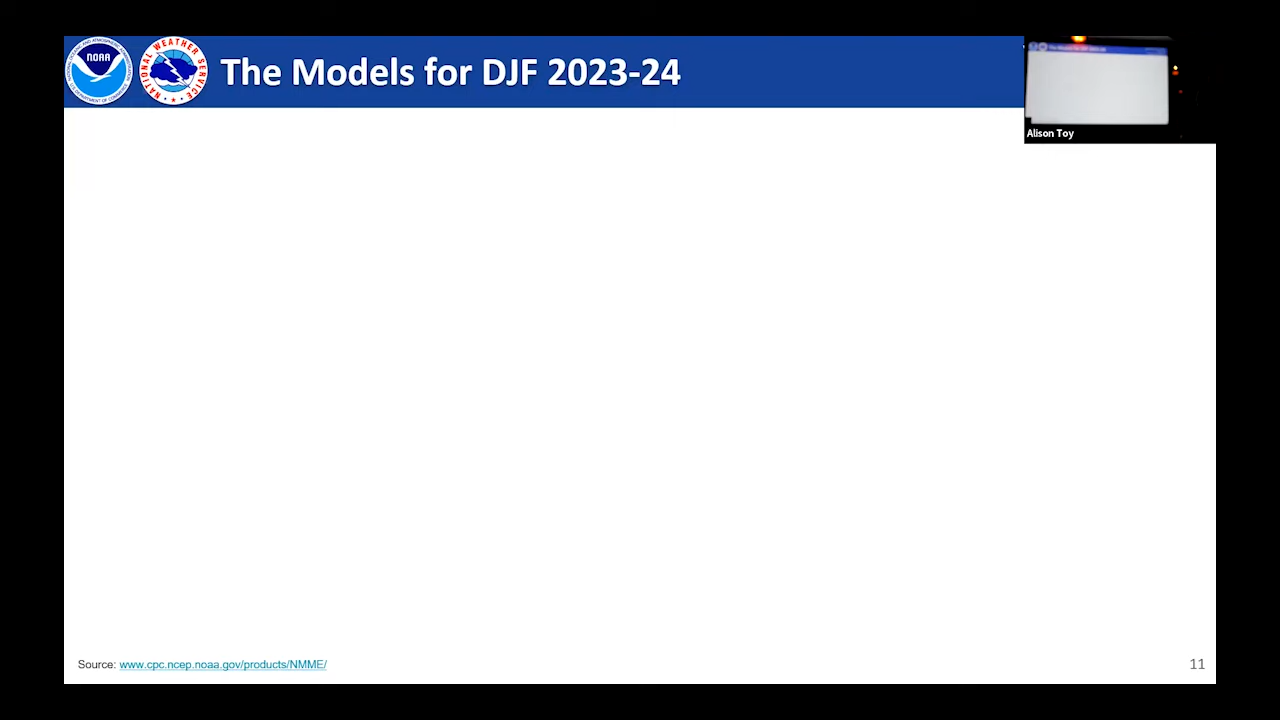 NOAA
NATIONAL WEATHER SERVICE
The Models for DJF 2023-24
Alison Toy
Source: www.cpc.ncep.noaa.gov/products/NMME/
11